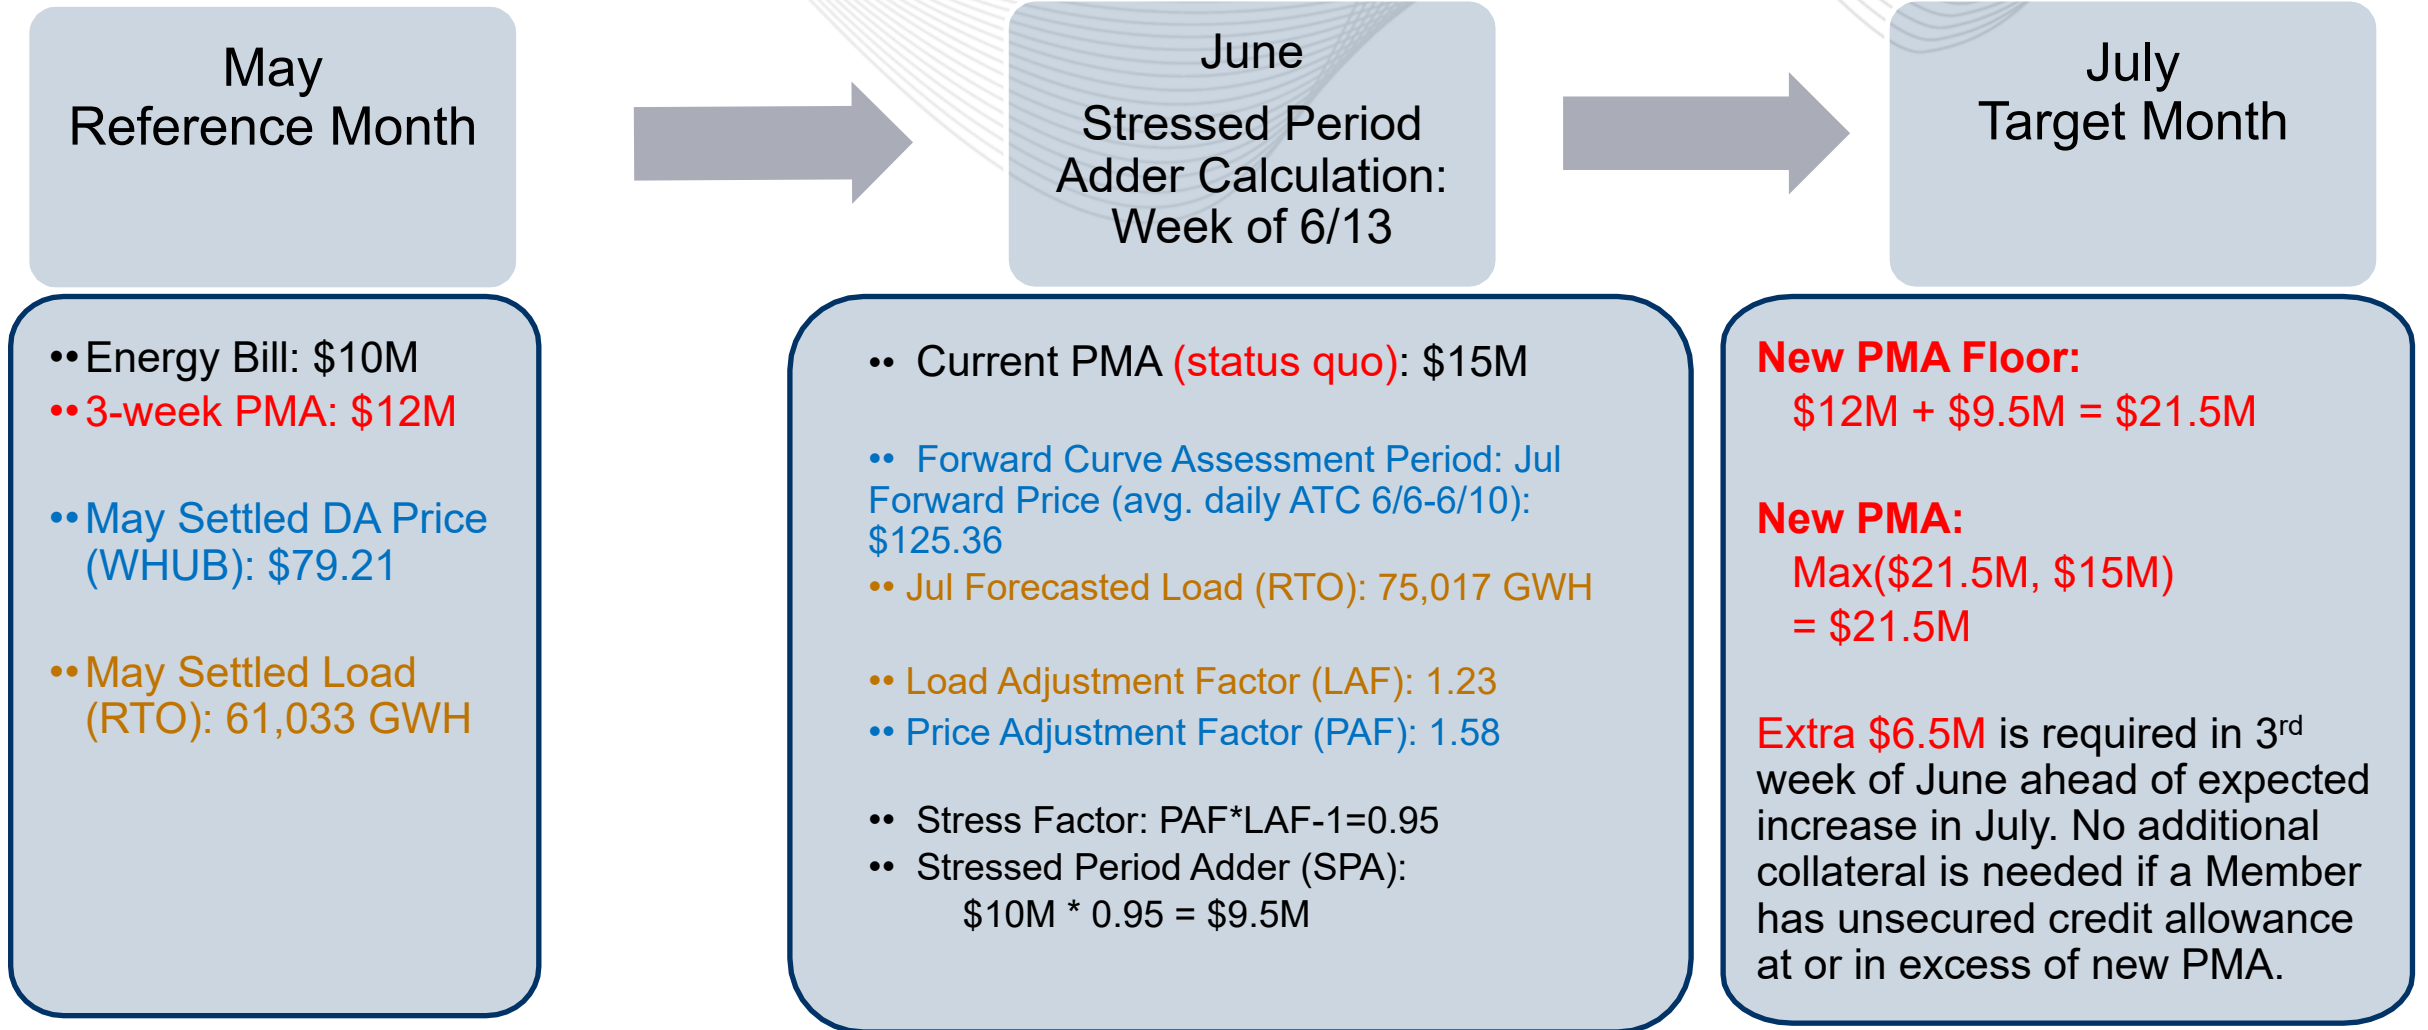 May
Reference Month
••Energy Bill: $10M
••3-week PMA: $12M
••May Settled DA Price
(WHUB): $79.21
••May Settled Load
(RTO): 61,033 GWH
June
Stressed Period
Adder Calculation:
Week of 6/13
•• Current PMA (status quo): $15M
•• Forward Curve Assessment Period: Jul
Forward Price (avg. daily ATC 6/6-6/10):
$125.36
•• Jul Forecasted Load (RTO): 75,017 GWH
•• Load Adjustment Factor (LAF): 1.23
•• Price Adjustment Factor (PAF): 1.58
•• Stress Factor: PAF*LAF-1=0.95
•• Stressed Period Adder (SPA):
$10M * 0.95 = $9.5M
July
Target Month
New PMA Floor:
$12M + $9.5M = $21.5M
New PMA:
Max($21.5M, $15M)
= $21.5M
Extra $6.5M is required in 3rd
week of June ahead of expected
increase in July. No additional
collateral is needed if a Member
has unsecured credit allowance
at or in excess of new PMA.